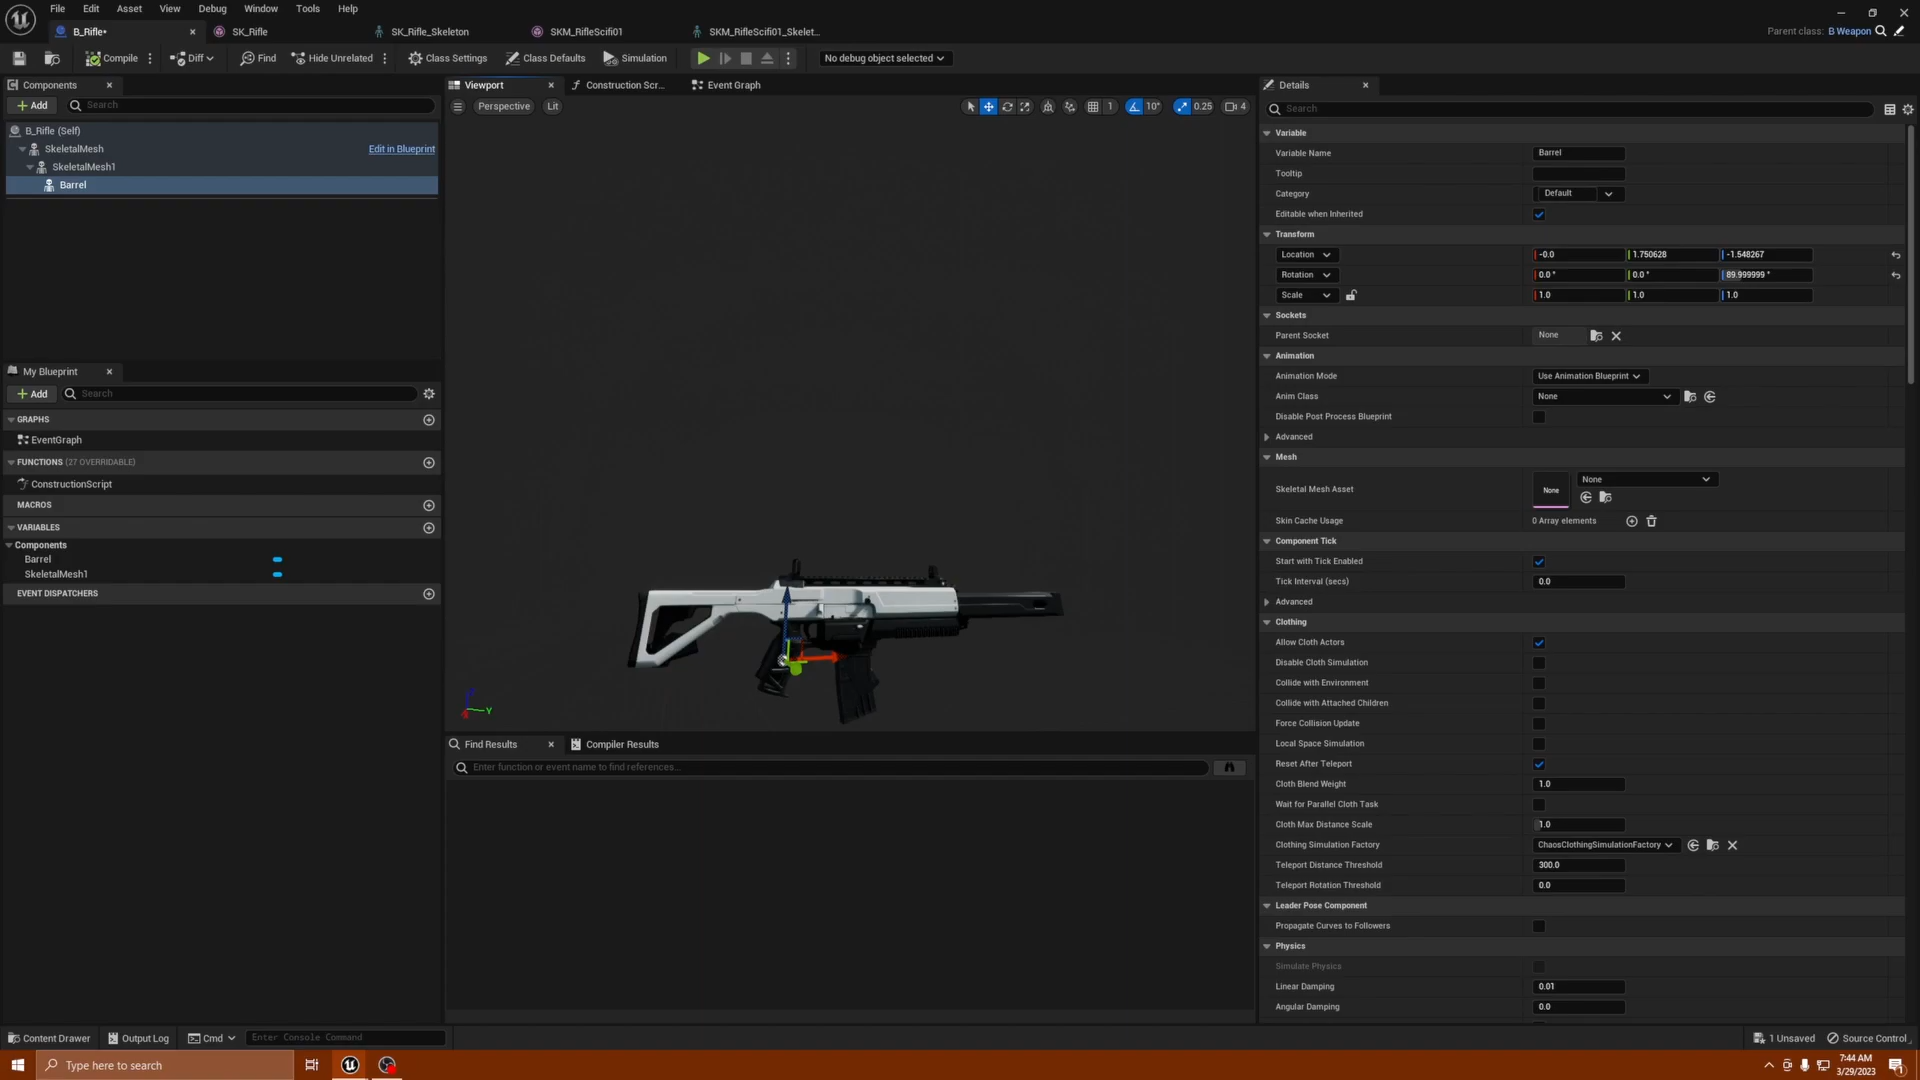 File Edit Asset View Debug Window Tools Help
B_Rifle* SK_Rifle SK_Rifle_Skeleton SKM_RifleScifi01 SKM_RifleScifi01_Skelet...
Parent class: B Weapon
Compile Diff Find Hide Unrelated Class Settings Class Defaults Simulation No debug object selected
Components
Add Search
B_Rifle (Self)
SkeletalMesh Edit in Blueprint
SkeletalMesh1
Barrel
My Blueprint
Add Search
GRAPHS
EventGraph
FUNCTIONS (27 OVERRIDABLE)
ConstructionScript
MACROS
VARIABLES
Components
Barrel
SkeletalMesh1
EVENT DISPATCHERS
Viewport Construction Scr... Event Graph
Perspective Lit 1 10° 0.25 4
Y
Find Results Compiler Results
Enter function or event name to find references...
Details
Search
Variable
Variable Name Barrel
Tooltip
Category Default
Editable when Inherited
Transform
Location -0.0 1.750628 -1.548267
Rotation 0.0 ° 0.0 ° 89.999999 °
Scale 1.0 1.0 1.0
Sockets
Parent Socket None
Animation
Animation Mode Use Animation Blueprint
Anim Class None
Disable Post Process Blueprint
Advanced
Mesh
Skeletal Mesh Asset None None
Skin Cache Usage 0 Array elements
Component Tick
Start with Tick Enabled
Tick Interval (secs) 0.0
Advanced
Clothing
Allow Cloth Actors
Disable Cloth Simulation
Collide with Environment
Collide with Attached Children
Force Collision Update
Local Space Simulation
Reset After Teleport
Cloth Blend Weight 1.0
Wait for Parallel Cloth Task
Cloth Max Distance Scale 1.0
Clothing Simulation Factory ChaosClothingSimulationFactory
Teleport Distance Threshold 300.0
Teleport Rotation Threshold 0.0
Leader Pose Component
Propagate Curves to Followers
Physics
Simulate Physics
Linear Damping 0.01
Angular Damping 0.0
Content Drawer Output Log Cmd Enter Console Command 1 Unsaved Source Control
Type here to search
7:44 AM
3/29/2023